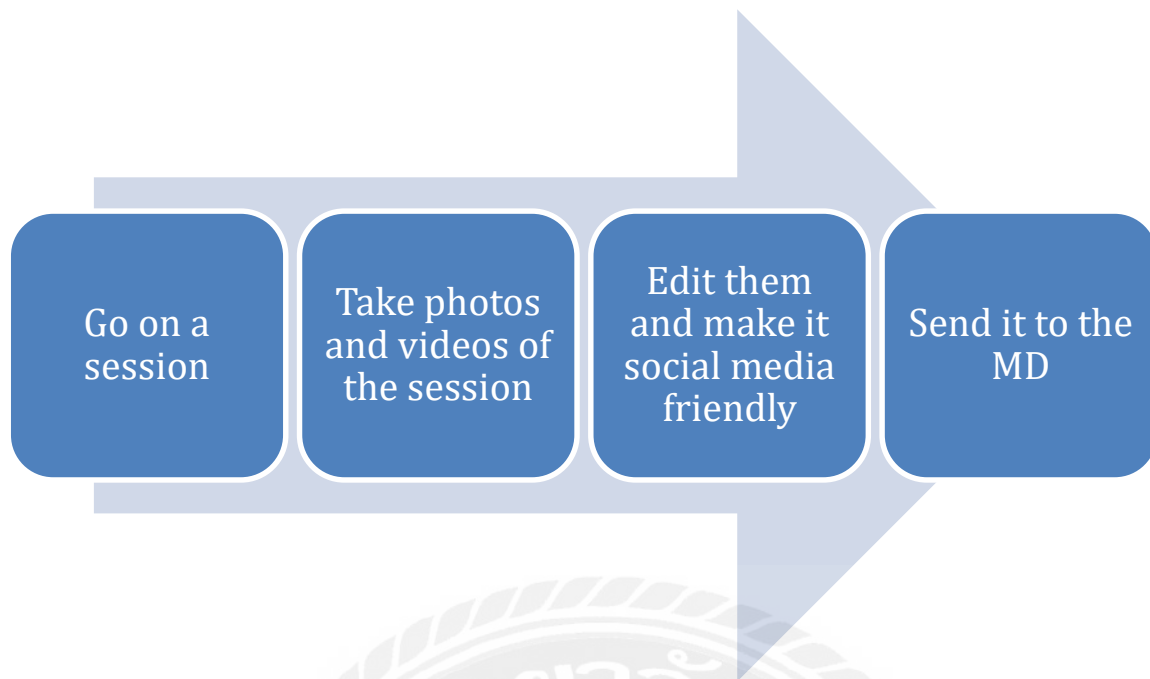 Go on a
session
Take photos
and videos of
the session
Edit them
and make it
social media
friendly
Send it to the
MD